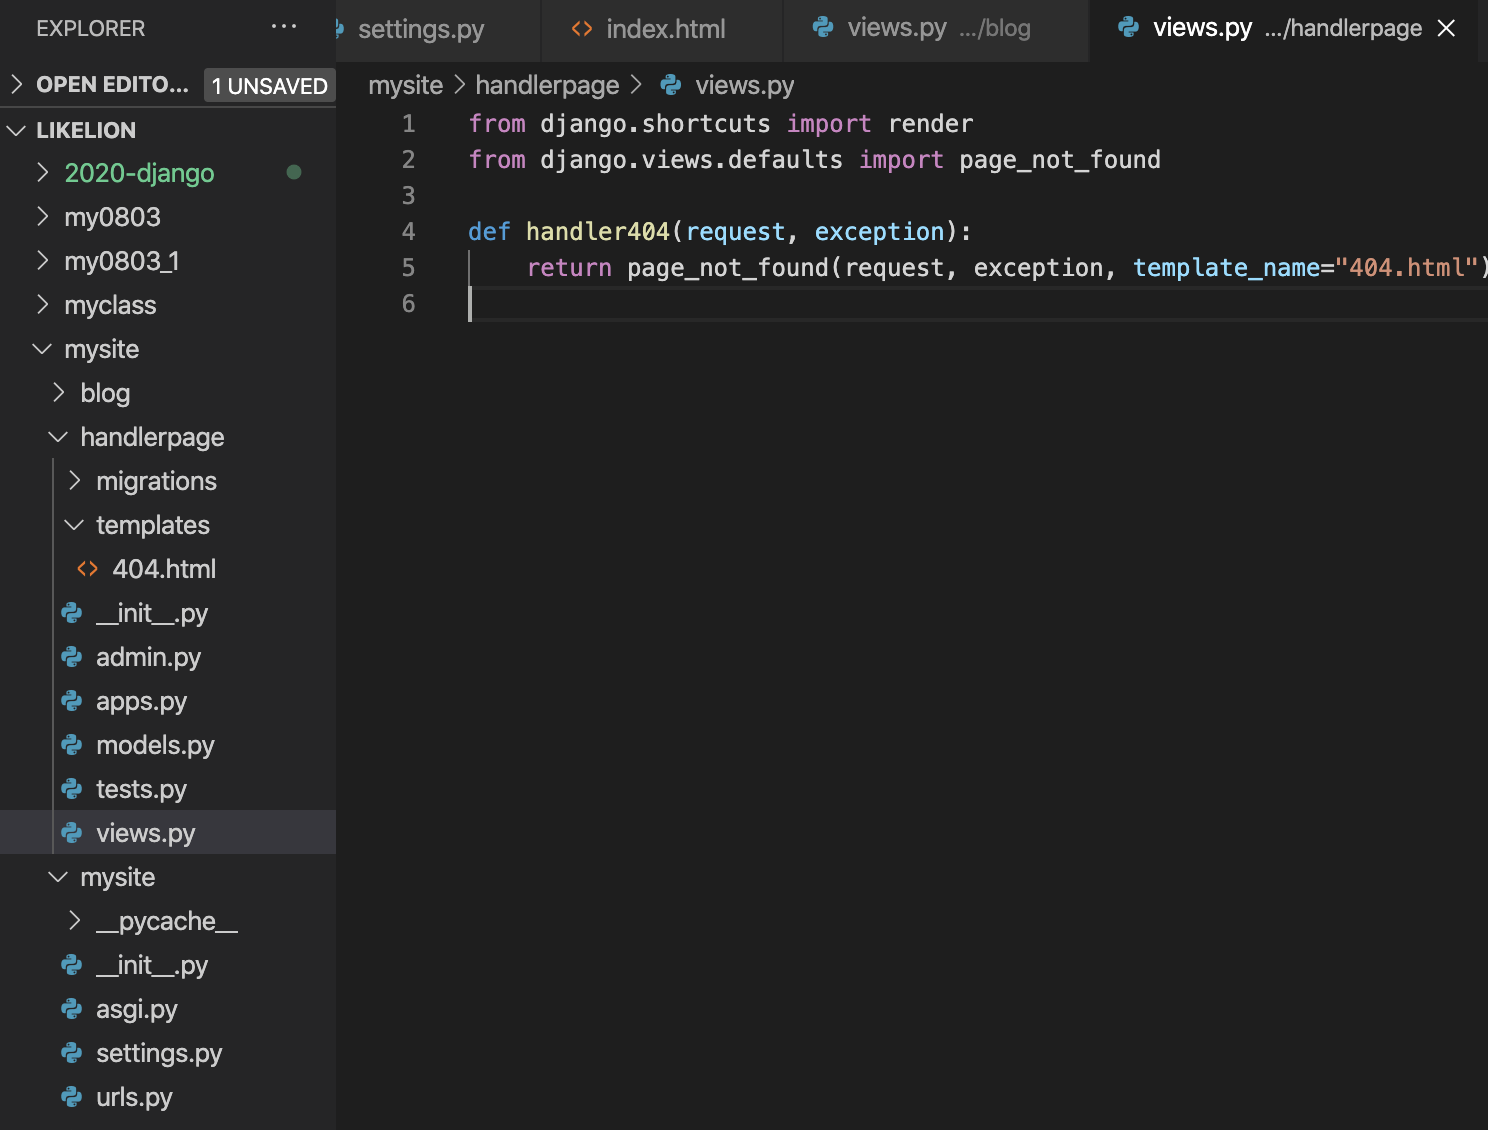 EXPLORER ...
OPEN EDITO... 1 UNSAVED
LIKELION
2020-django
my0803
my0803_1
myclass
mysite
blog
handlerpage
migrations
templates
<> 404.html
__init__.py
admin.py
apps.py
models.py
tests.py
views.py
mysite
__pycache__
__init__.py
asgi.py
settings.py
urls.py
settings.py <> index.html views.py .../blog views.py .../handlerpage
mysite > handlerpage > views.py
1 from django.shortcuts import render
2 from django.views.defaults import page_not_found
3
4 def handler404(request, exception):
5 return page_not_found(request, exception, template_name="404.html")
6